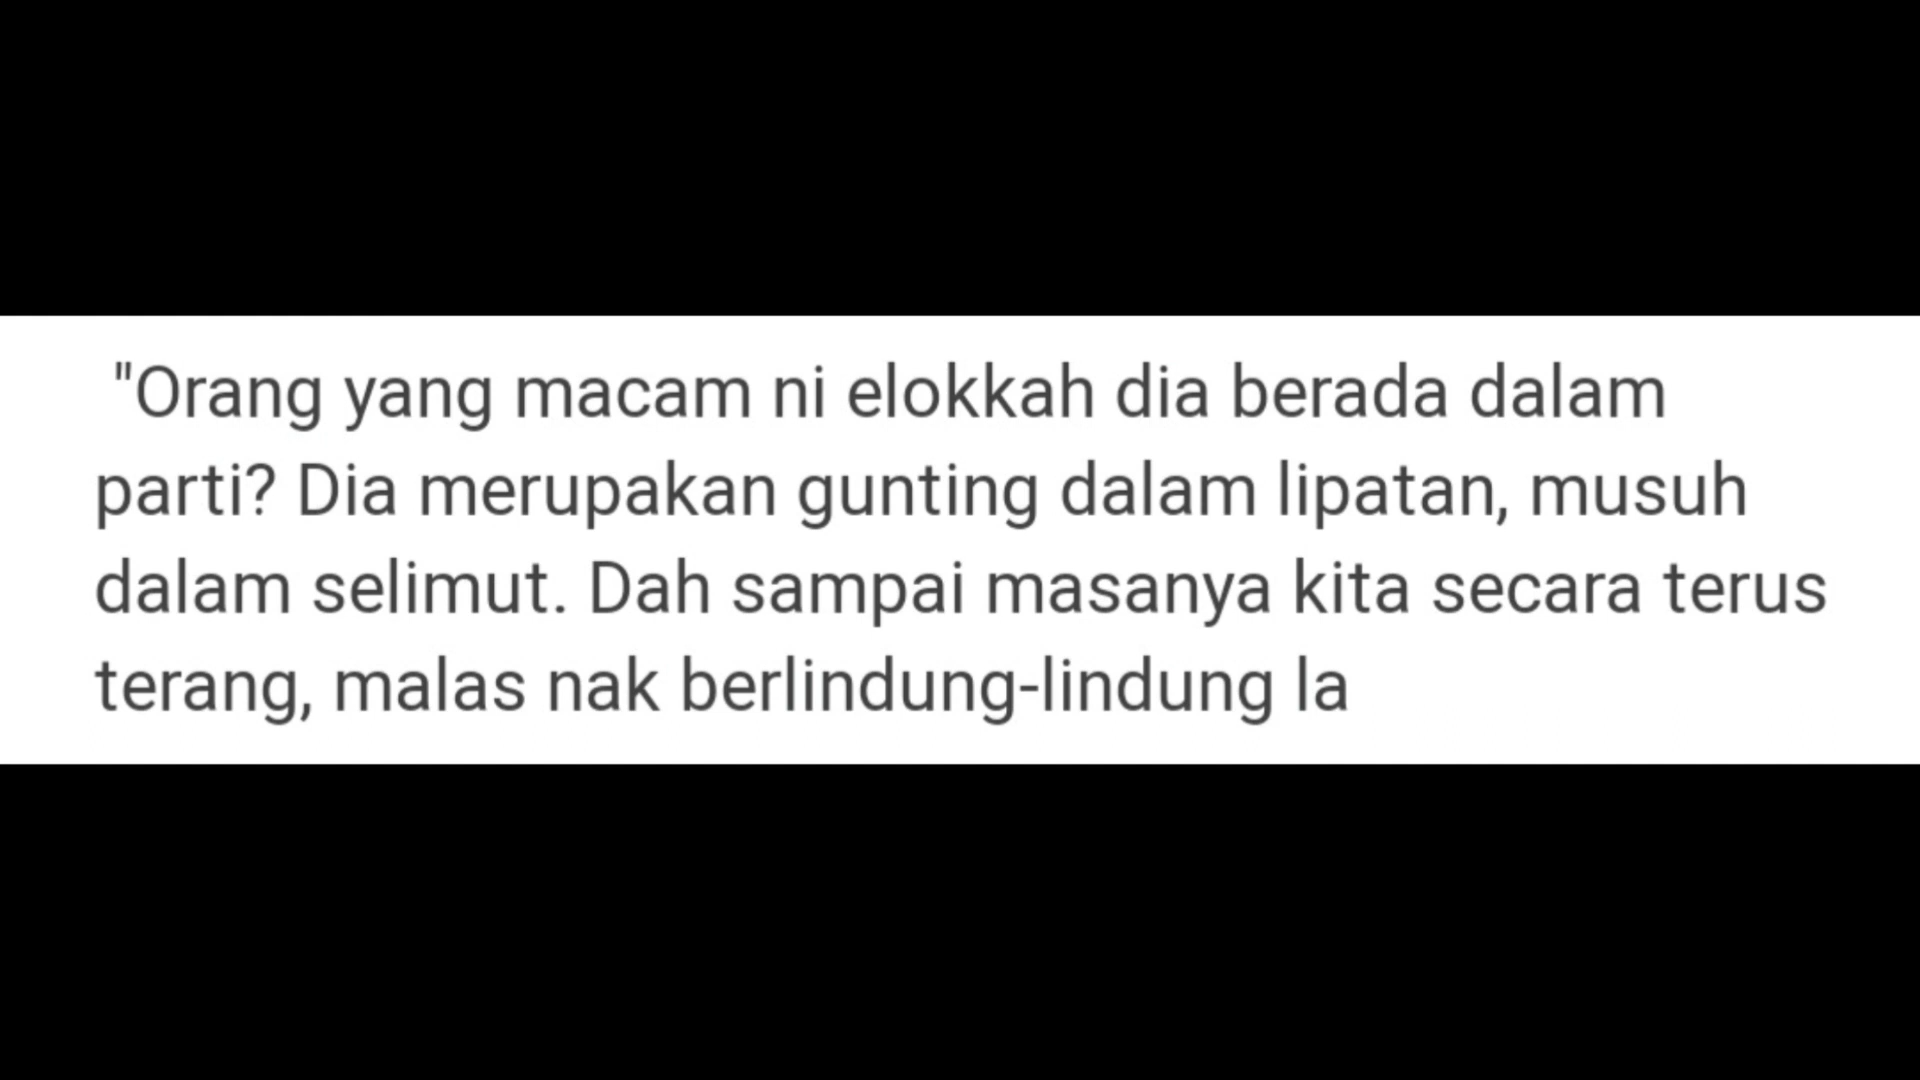 "Orang yang macam ni elokkah dia berada dalam
parti? Dia merupakan gunting dalam lipatan, musuh
dalam selimut. Dah sampai masanya kita secara terus
terang, malas nak berlindung-lindung la